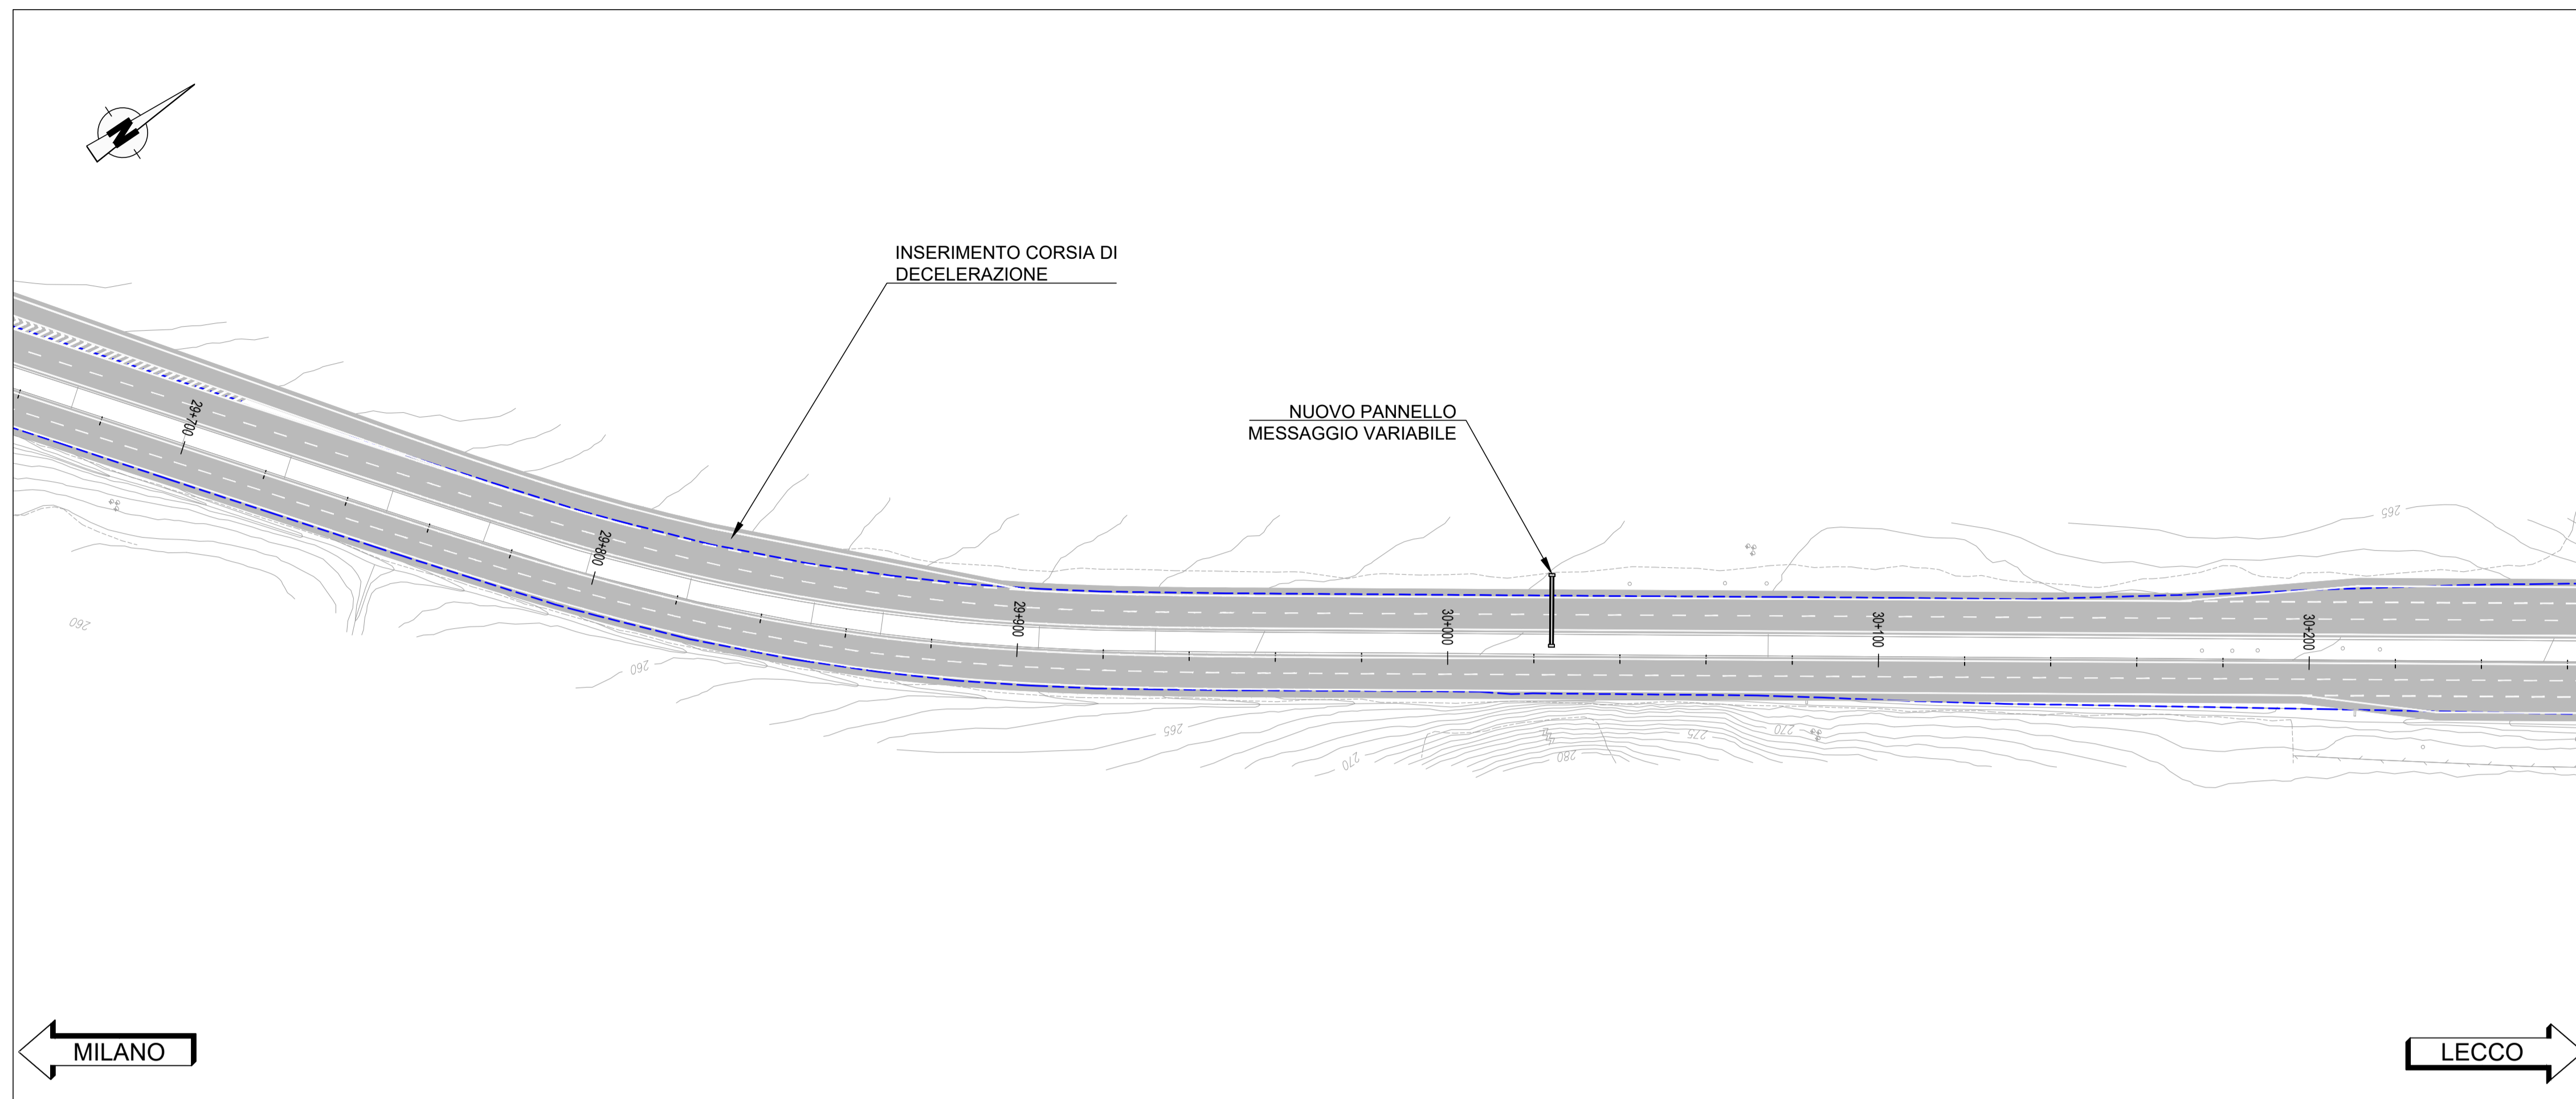 N
INSERIMENTO CORSIA DI
DECELERAZIONE
NUOVO PANNELLO
MESSAGGIO VARIABILE
29+700
29+800
29+900
30+000
30+100
30+200
265
260
260
265
270
280
275
270
MILANO
LECCO